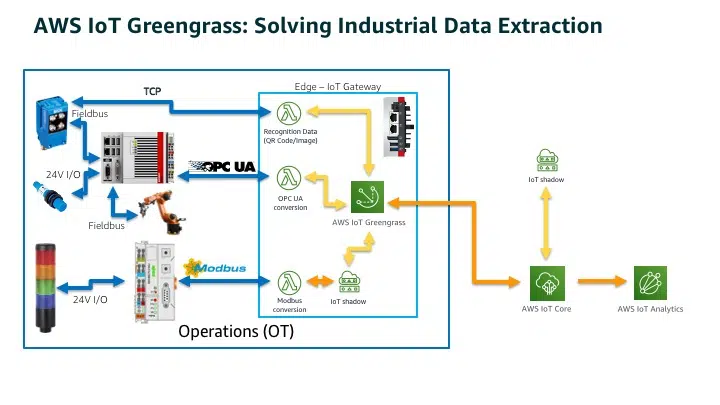 AWS IoT Greengrass: Solving Industrial Data Extraction
TCP
Edge – IoT Gateway
Fieldbus
Recognition Data
(QR Code/Image)
24V I/O
OPC UA
OPC UA
conversion
AWS IoT Greengrass
IoT shadow
Fieldbus
Modbus
24V I/O
Modbus
conversion
IoT shadow
AWS IoT Core
AWS IoT Analytics
Operations (OT)